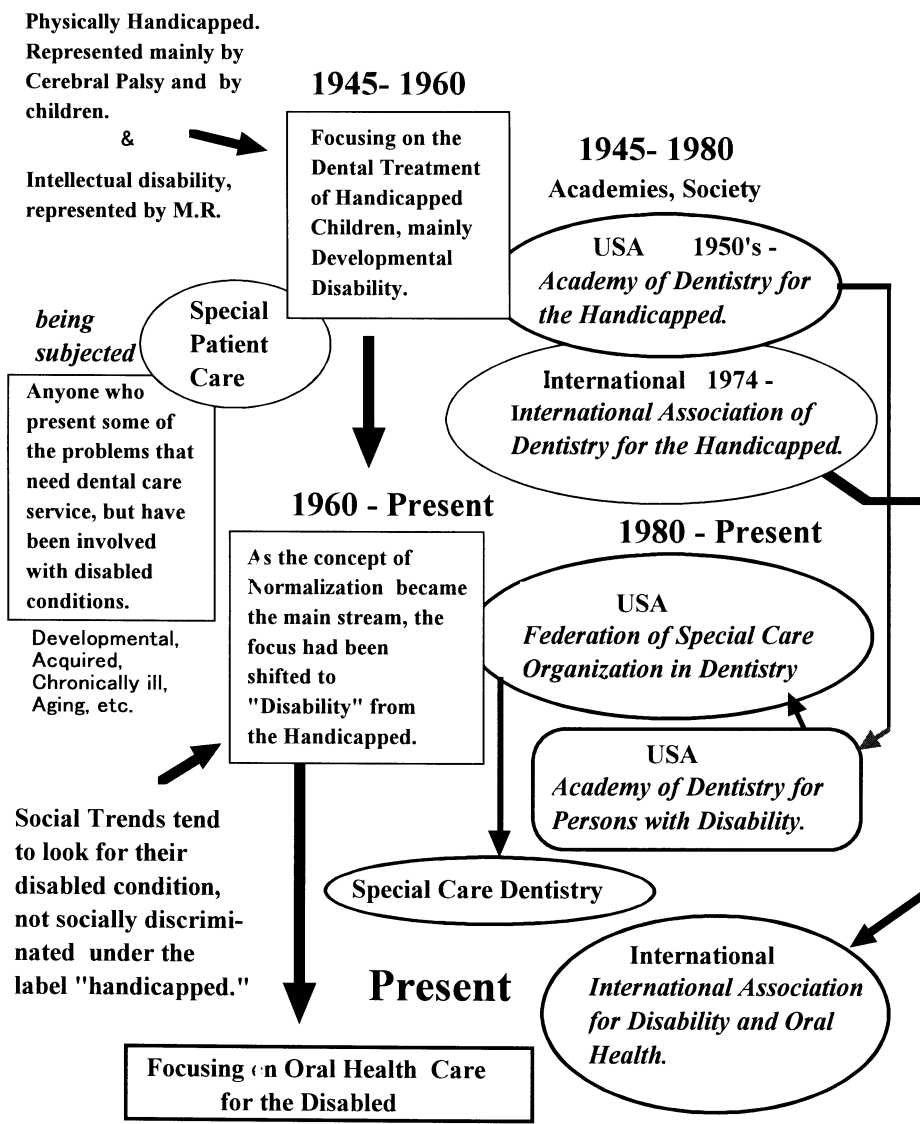 Physically Handicapped.
Represented mainly by
Cerebral Palsy and by
children.
&
Intellectual disability,
represented by M.R.
1945- 1960
Focusing on the
Dental Treatment
of Handicapped
Children, mainly
Developmental
Disability.
1945- 1980
Academies, Society
USA 1950's -
Academy of Dentistry for
the Handicapped.
International 1974 -
International Association of
Dentistry for the Handicapped.
Special
Patient
Care
being
subjected
Anyone who
present some of
the problems that
need dental care
service, but have
been involved
with disabled
conditions.
Developmental,
Acquired,
Chronically ill,
Aging, etc.
1960 - Present
As the concept of
Normalization became
the main stream, the
focus had been
shifted to
"Disability" from
the Handicapped.
1980 - Present
USA
Federation of Special Care
Organization in Dentistry
USA
Academy of Dentistry for
Persons with Disability.
Social Trends tend
to look for their
disabled condition,
not socially discrimi-
nated under the
label "handicapped."
Special Care Dentistry
Present
International
International Association
for Disability and Oral
Health.
Focusing on Oral Health Care
for the Disabled